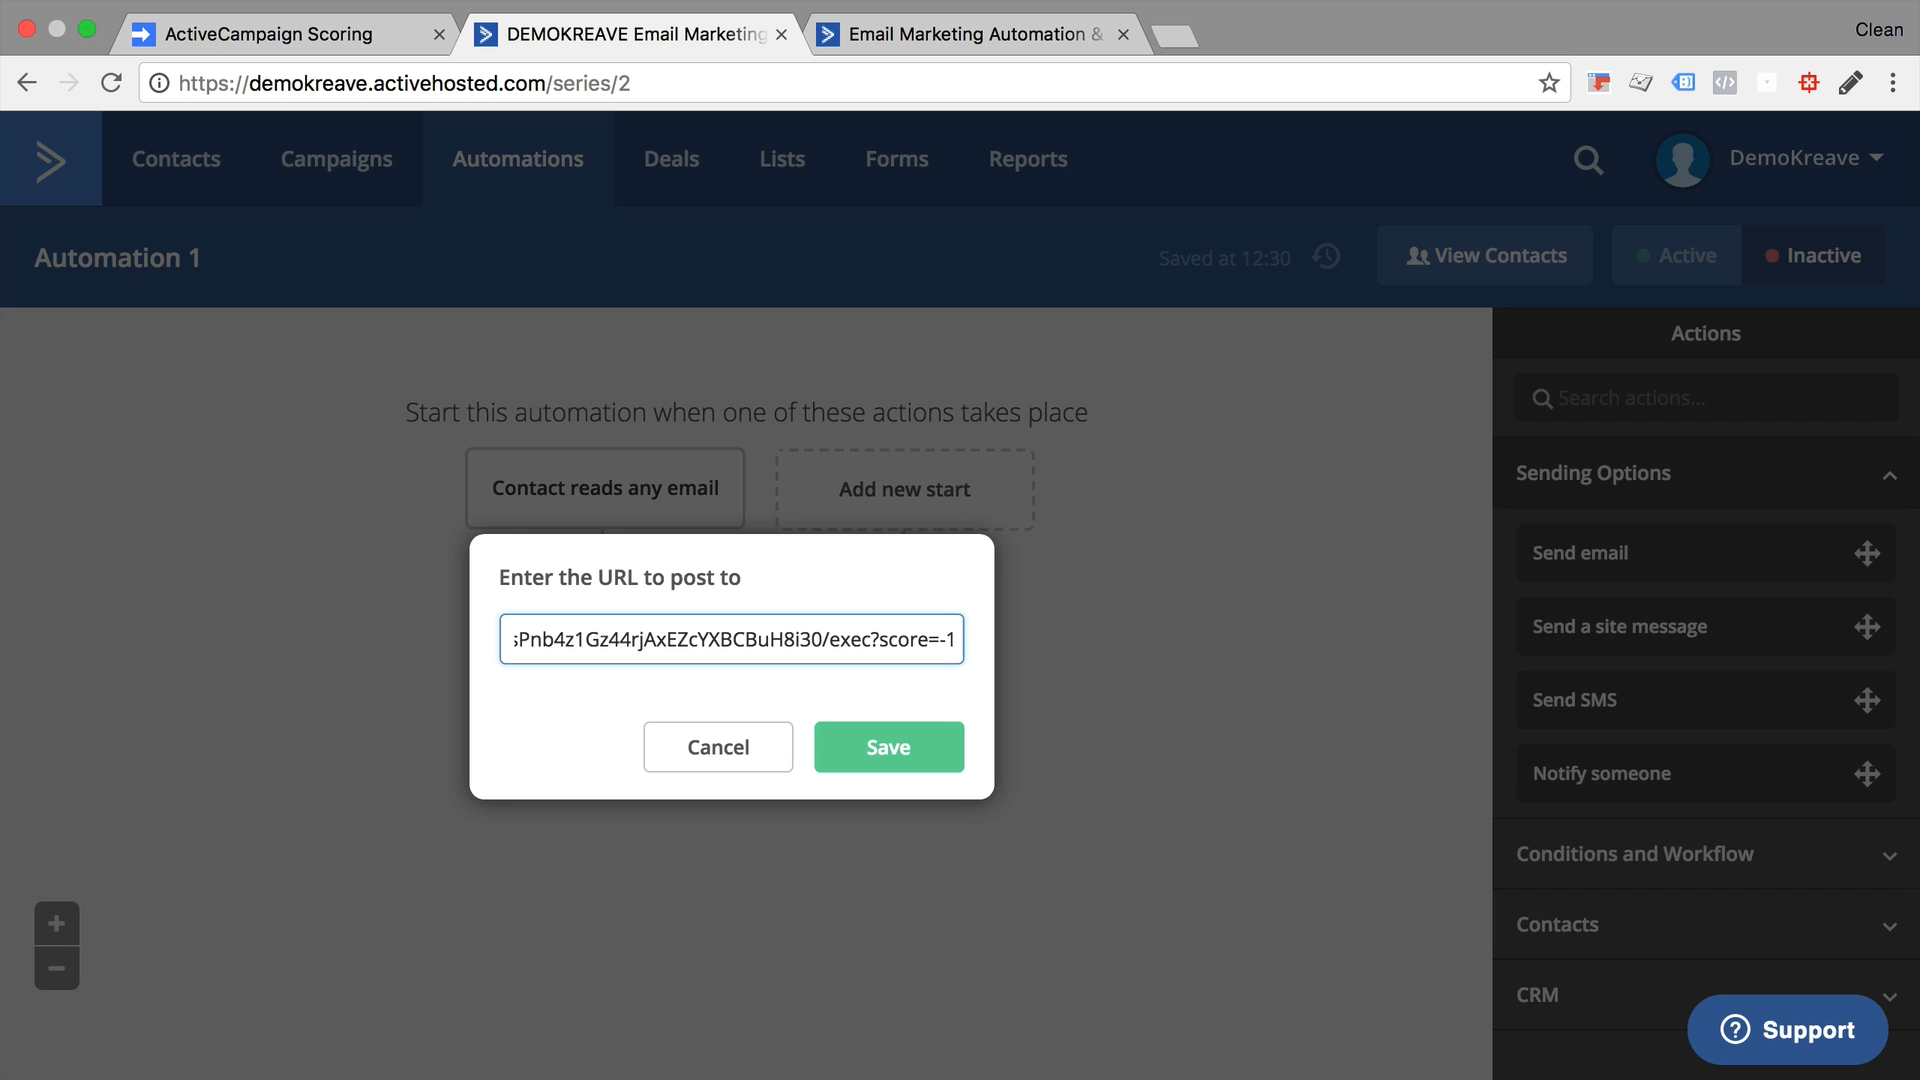 ActiveCampaign Scoring
DEMOKREAVE Email Marketing
Email Marketing Automation &
Clean
https://demokreave.activehosted.com/series/2
Contacts
Campaigns
Automations
Deals
Lists
Forms
Reports
DemoKreave
Automation 1
Saved at 12:30
View Contacts
Active
Inactive
Actions
Search actions...
Start this automation when one of these actions takes place
Contact reads any email
Add new start
Sending Options
Send email
Send a site message
Send SMS
Notify someone
Conditions and Workflow
Contacts
CRM
Enter the URL to post to
sPnb4z1Gz44rjAxEZcYXBCBuH8i30/exec?score=-1
Cancel
Save
Support